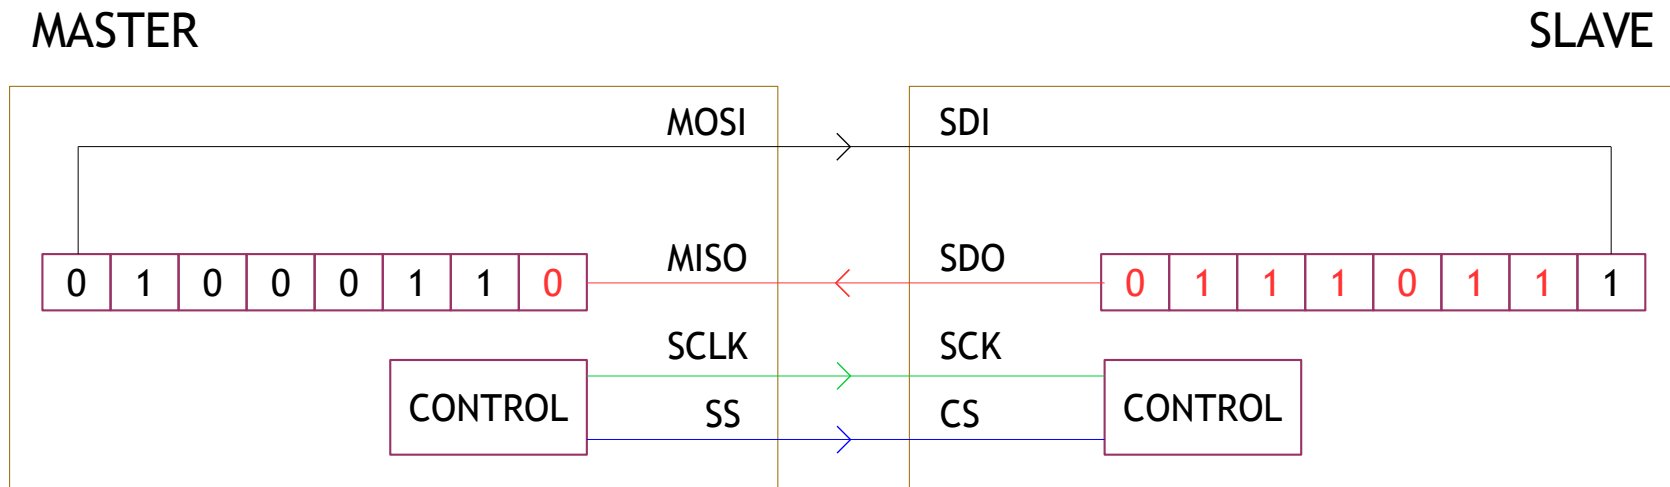 MASTER SLAVE
MOSI SDI
0 1 0 0 0 1 1 0 MISO SDO 0 1 1 1 0 1 1 1
SCLK SCK
CONTROL SS CS CONTROL